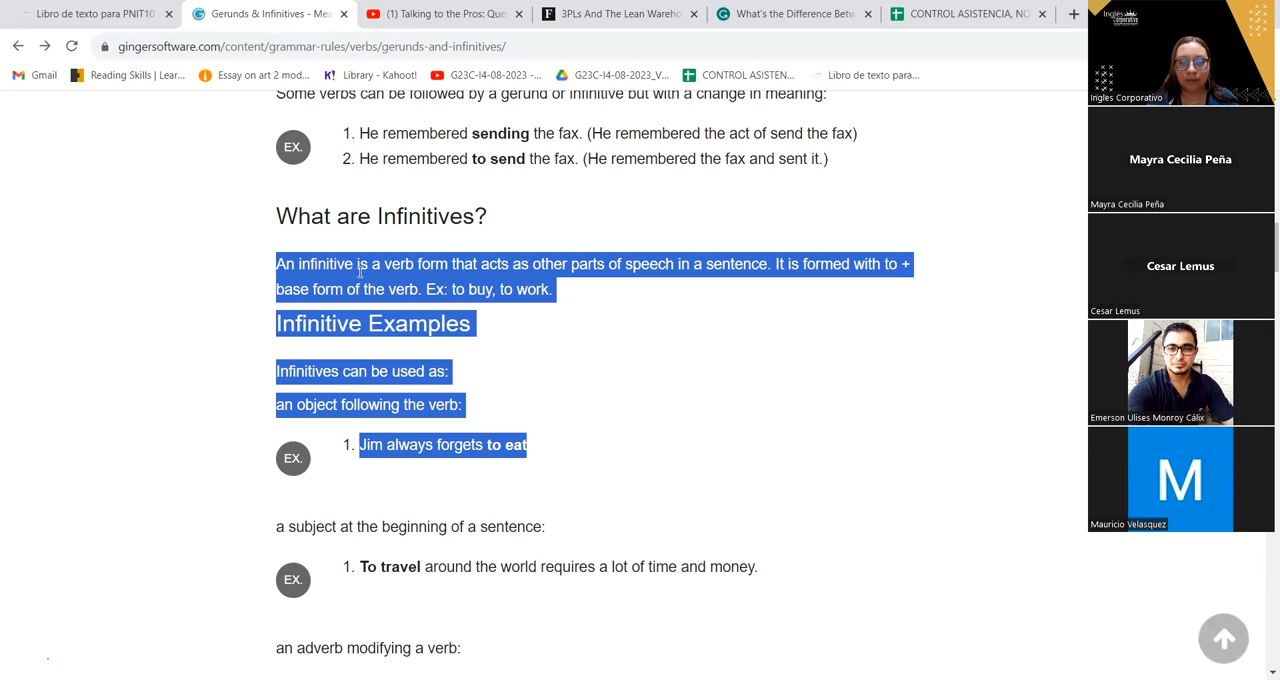 Libro de texto para PNIT10
Gerunds & Infinitives - Mea
(1) Talking to the Pros: Que
3PLs And The Lean Wareho
What's the Difference Betw
CONTROL ASISTENCIA, NO
gingersoftware.com/content/grammar-rules/verbs/gerunds-and-infinitives/
Gmail
Reading Skills | Lear...
Essay on art 2 mod...
Library - Kahoot!
G23C-I4-08-2023 -...
G23C-I4-08-2023_V...
CONTROL ASISTEN...
Libro de texto para...
Some verbs can be followed by a gerund or infinitive but with a change in meaning:
EX.
1. He remembered sending the fax. (He remembered the act of send the fax)
2. He remembered to send the fax. (He remembered the fax and sent it.)
What are Infinitives?
An infinitive is a verb form that acts as other parts of speech in a sentence. It is formed with to +
base form of the verb. Ex: to buy, to work.
Infinitive Examples
Infinitives can be used as:
an object following the verb:
EX.
1. Jim always forgets to eat
a subject at the beginning of a sentence:
EX.
1. To travel around the world requires a lot of time and money.
an adverb modifying a verb:
Inglés
Corporativo
Ingles Corporativo
Mayra Cecilia Peña
Mayra Cecilia Peña
Cesar Lemus
Cesar Lemus
Emerson Ulises Monroy Cálix
M
Mauricio Velasquez